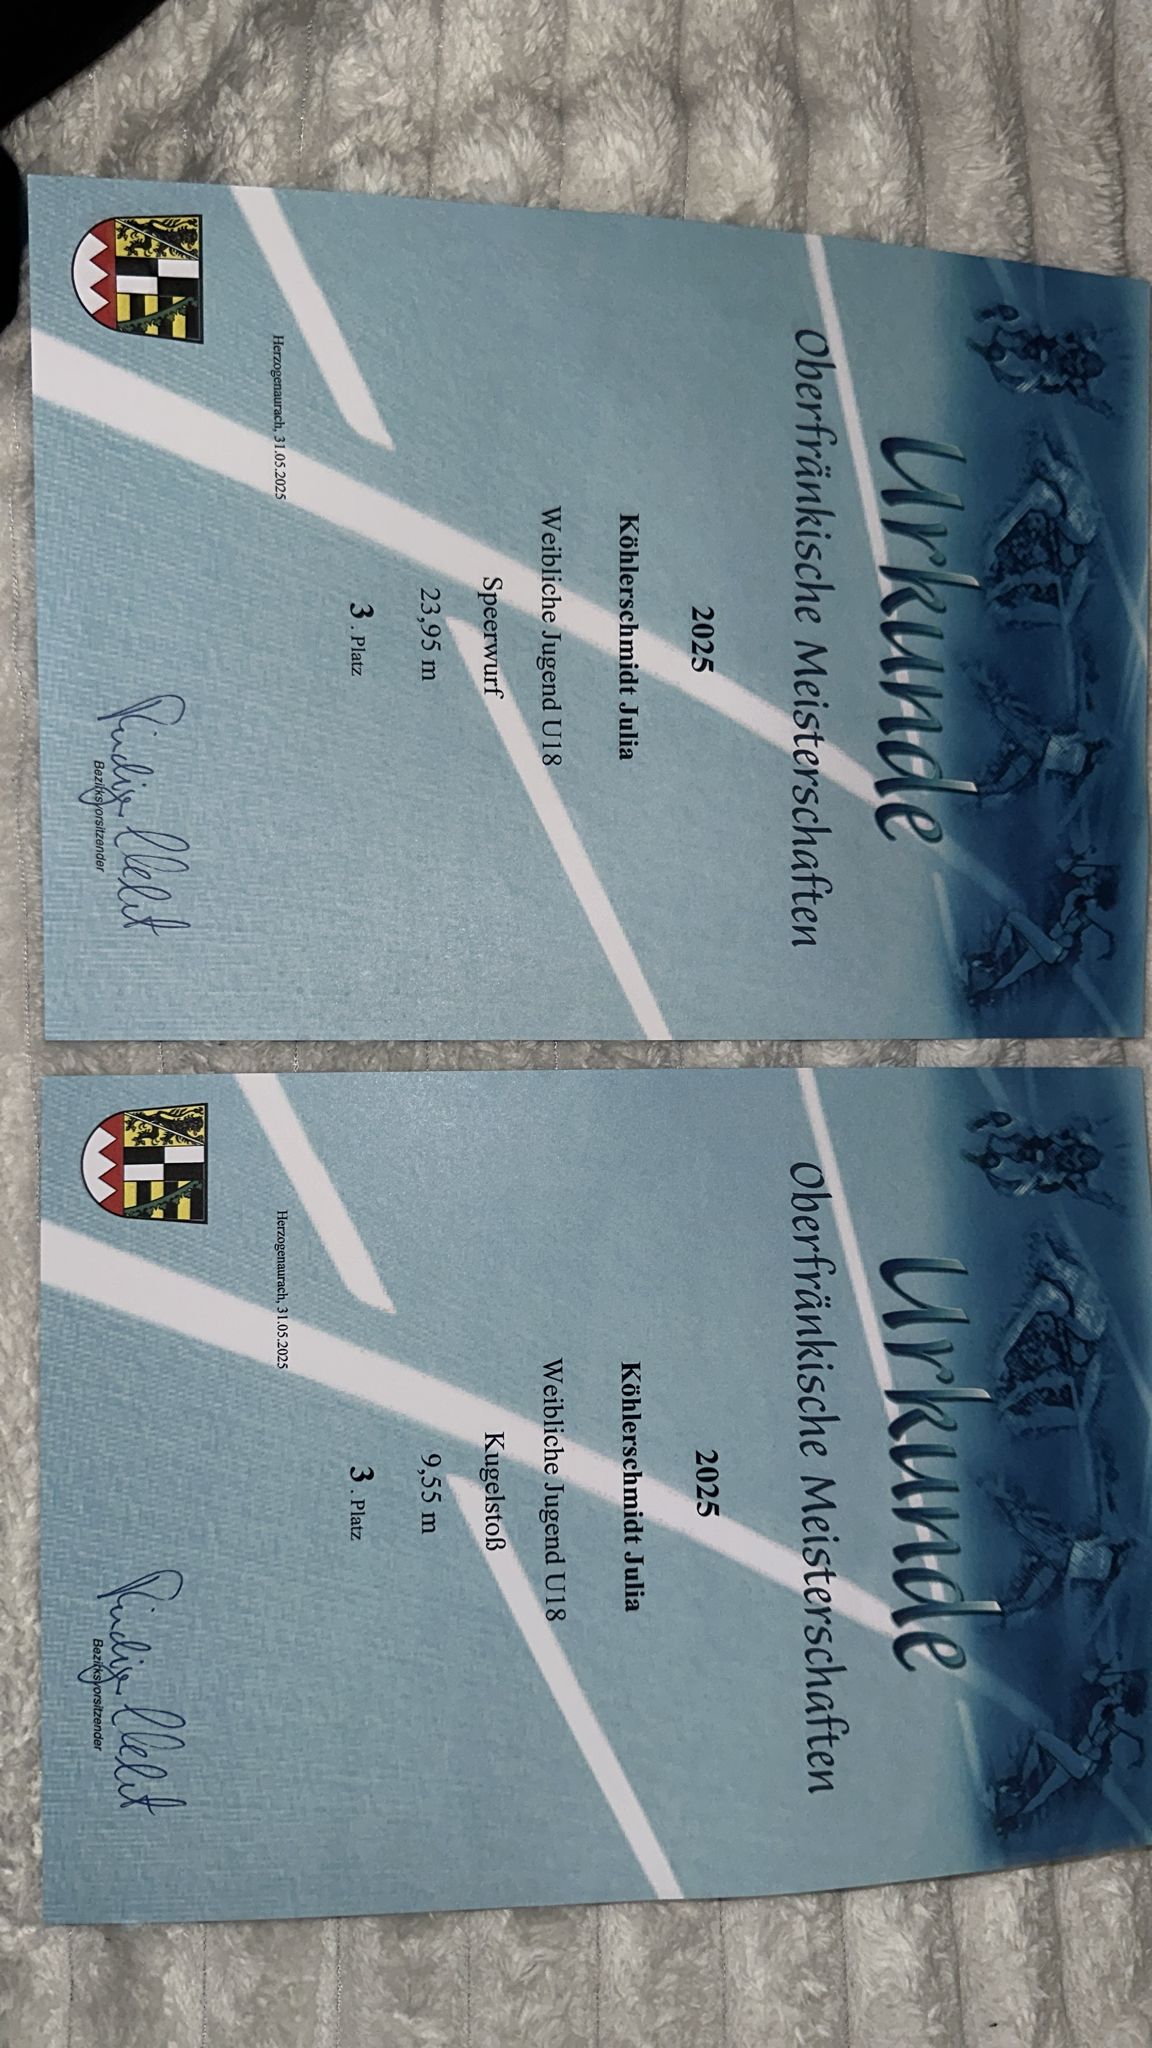 Urkunde
Oberfränkische Meisterschaften
2025
Köhlerschmidt Julia
Weibliche Jugend U18
Speerwurf
23,95 m
3. Platz
Herzogenaurach, 31.05.2025
Bezirksvorsitzender
Urkunde
Oberfränkische Meisterschaften
2025
Köhlerschmidt Julia
Weibliche Jugend U18
Kugelstoß
9,55 m
3. Platz
Herzogenaurach, 31.05.2025
Bezirksvorsitzender